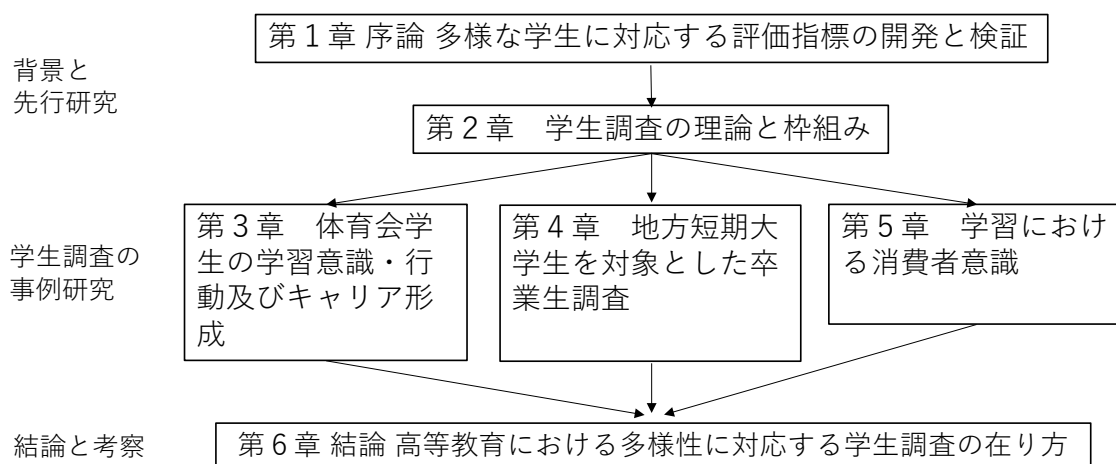 第１章 序論 多様な学生に対応する評価指標の開発と検証
背景と
先行研究
第２章　学生調査の理論と枠組み
第３章　体育会学
生の学習意識・行
動及びキャリア形
成
第４章　地方短期大
学生を対象とした卒
業生調査
第５章　学習におけ
る消費者意識
学生調査の
事例研究
結論と考察
第６章 結論 高等教育における多様性に対応する学生調査の在り方